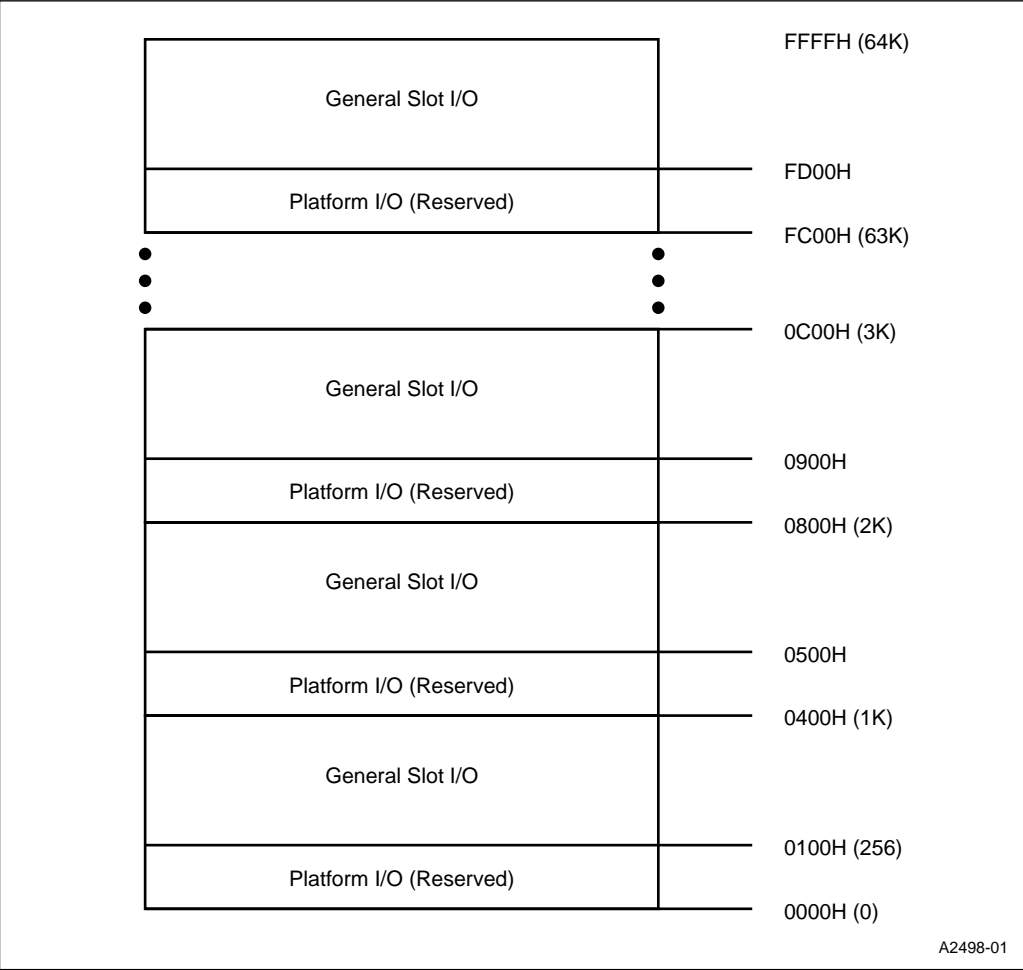 FFFFH (64K)
General Slot I/O
FD00H
Platform I/O (Reserved)
FC00H (63K)
0C00H (3K)
General Slot I/O
0900H
Platform I/O (Reserved)
0800H (2K)
General Slot I/O
0500H
Platform I/O (Reserved)
0400H (1K)
General Slot I/O
0100H (256)
Platform I/O (Reserved)
0000H (0)
A2498-01